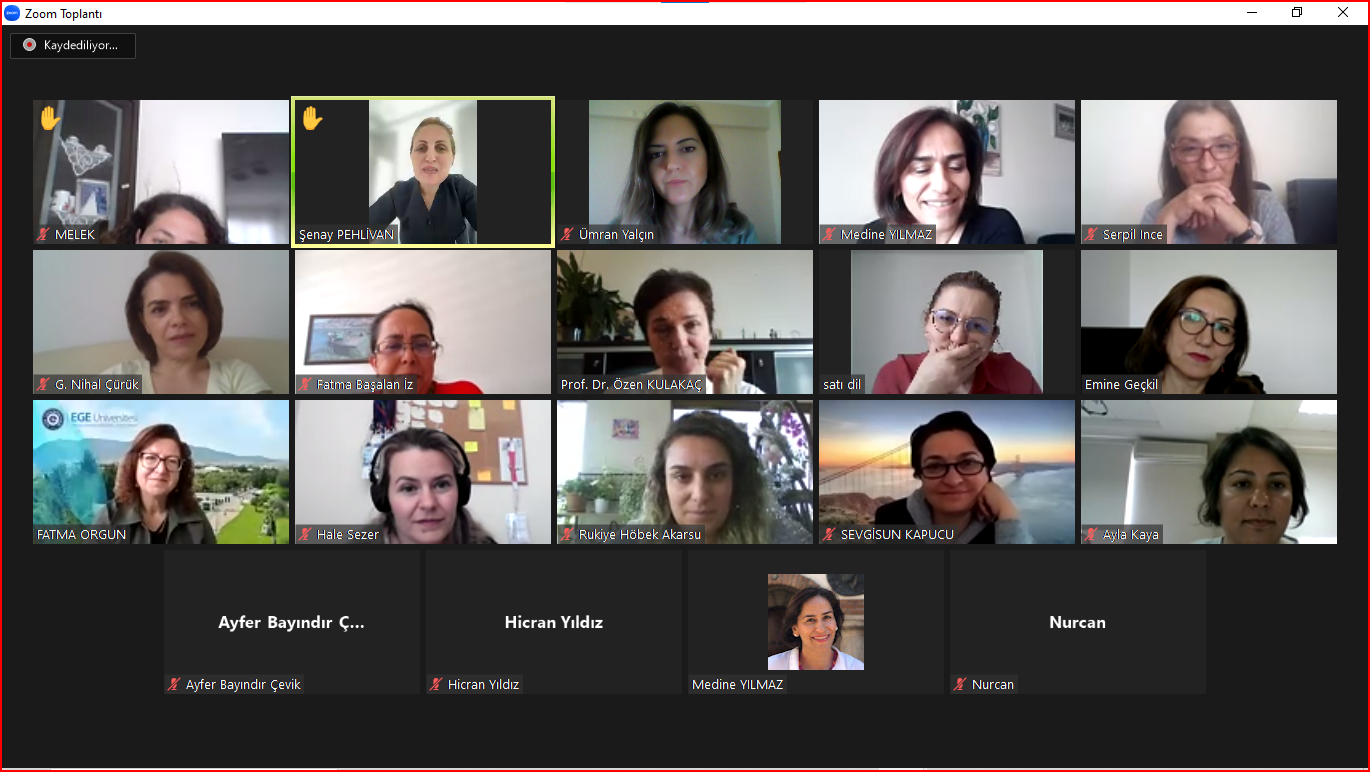 zoom
Zoom Toplantı
Kaydediliyor...
MELEK
Şenay PEHLİVAN
Ümran Yalçın
Medine YILMAZ
Serpil Ince
G. Nihal Çürük
Fatma Başalan İz
Prof. Dr. Özen KULAKAÇ
satı dil
Emine Geçkil
EGE Üniversitesi
FATMA ORGUN
Hale Sezer
Rukiye Höbek Akarsu
SEVGİSUN KAPUCU
Ayla Kaya
Ayfer Bayındır Ç...
Hicran Yıldız
Nurcan
Ayfer Bayındır Çevik
Hicran Yıldız
Medine YILMAZ
Nurcan